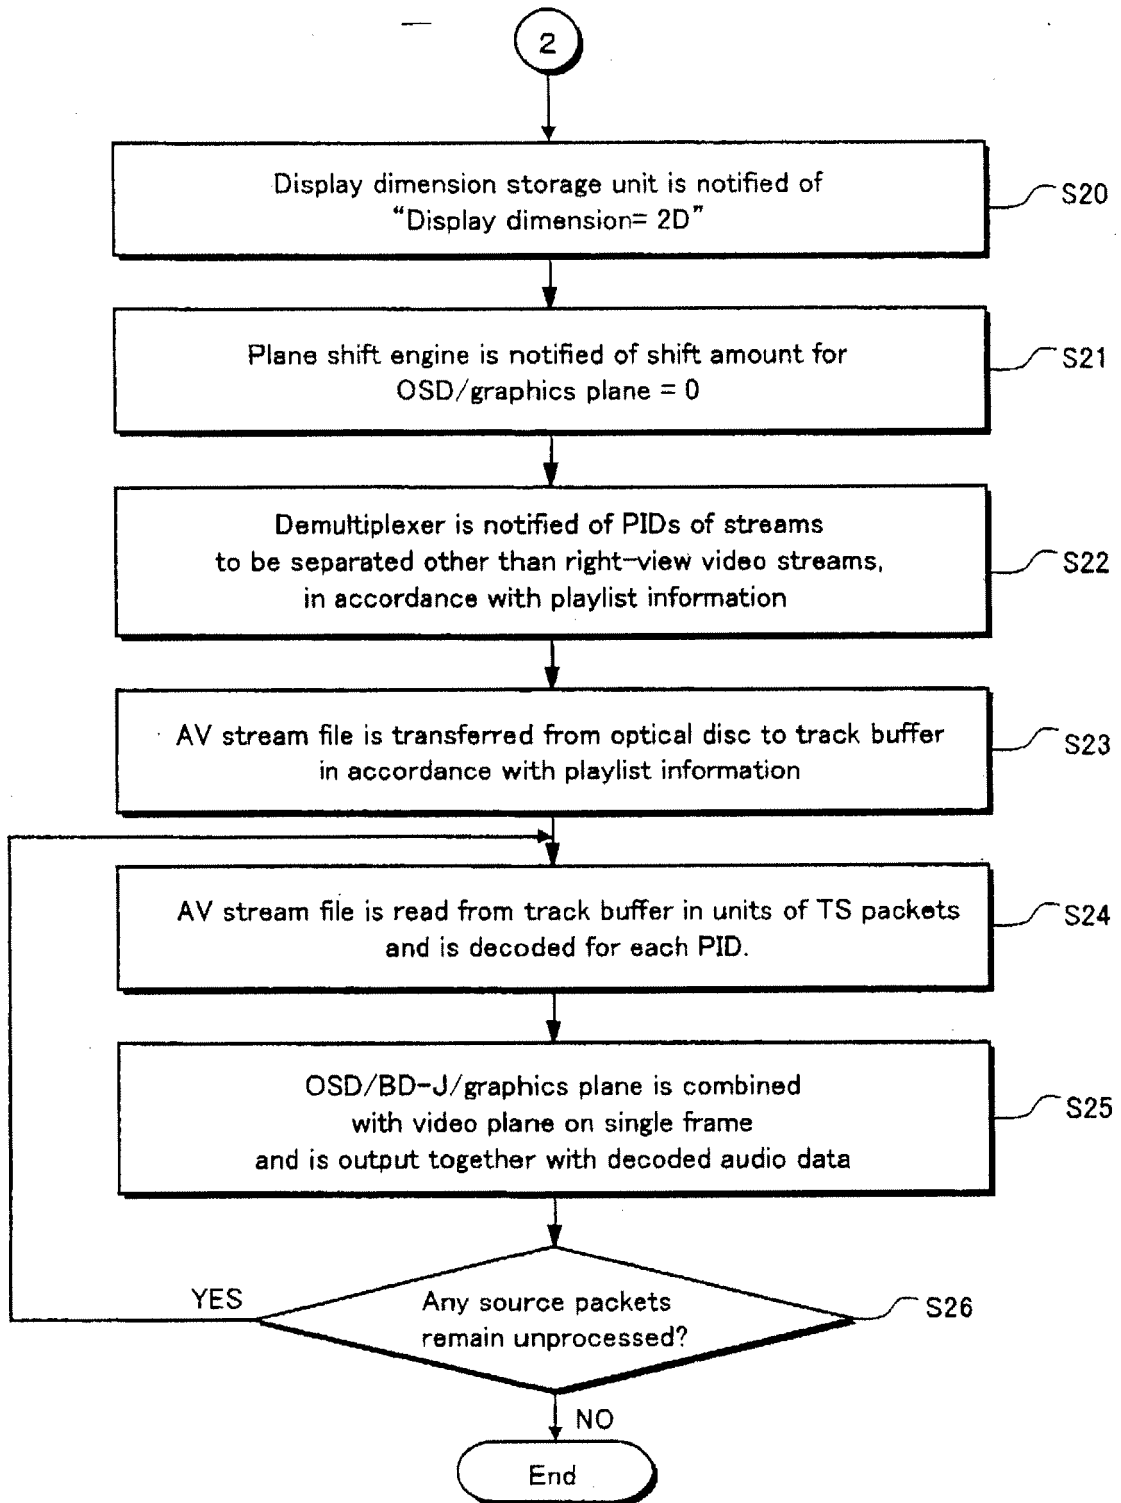 2
Display dimension storage unit is notified of
“Display dimension= 2D”
S20
Plane shift engine is notified of shift amount for
OSD/graphics plane = 0
S21
Demultiplexer is notified of PIDs of streams
to be separated other than right-view video streams,
in accordance with playlist information
S22
AV stream file is transferred from optical disc to track buffer
in accordance with playlist information
S23
AV stream file is read from track buffer in units of TS packets
and is decoded for each PID.
S24
OSD/BD-J/graphics plane is combined
with video plane on single frame
and is output together with decoded audio data
S25
YES
Any source packets
remain unprocessed?
S26
NO
End